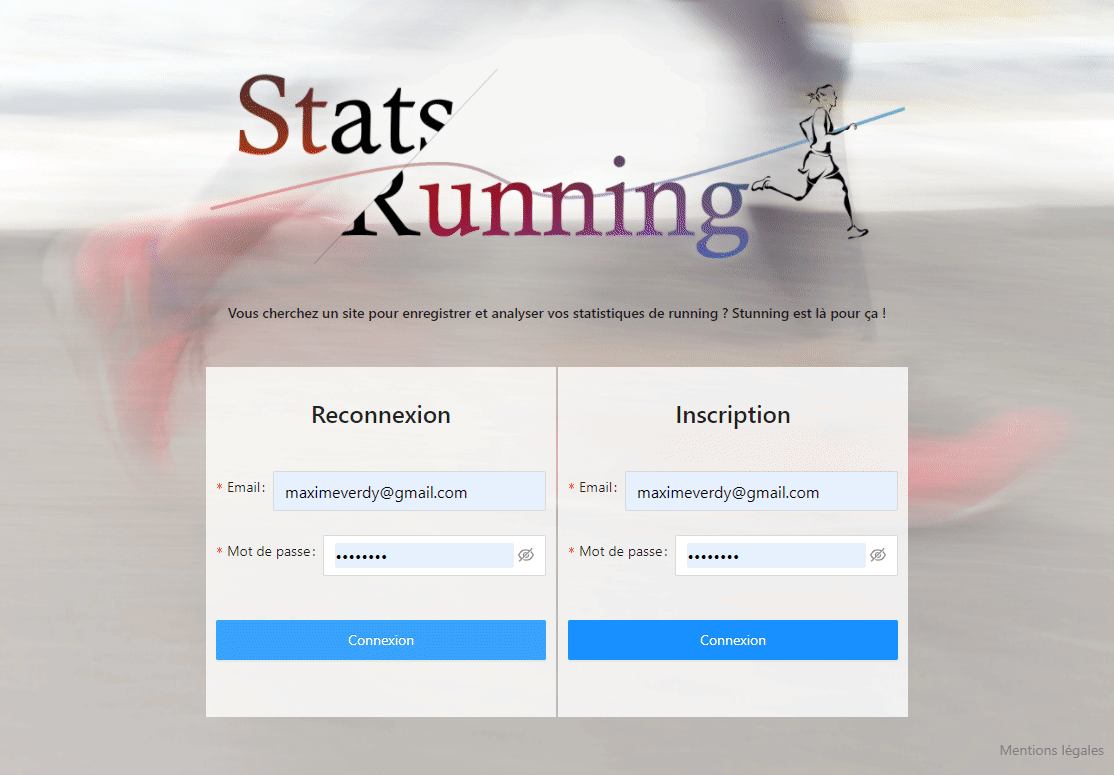 Stats
Running
Vous cherchez un site pour enregistrer et analyser vos statistiques de running ? Stunning est là pour ça !
Reconnexion
* Email:
maximeverdy@gmail.com
* Mot de passe:
••••••••
Connexion
Inscription
* Email:
maximeverdy@gmail.com
* Mot de passe:
••••••••
Connexion
Mentions légales